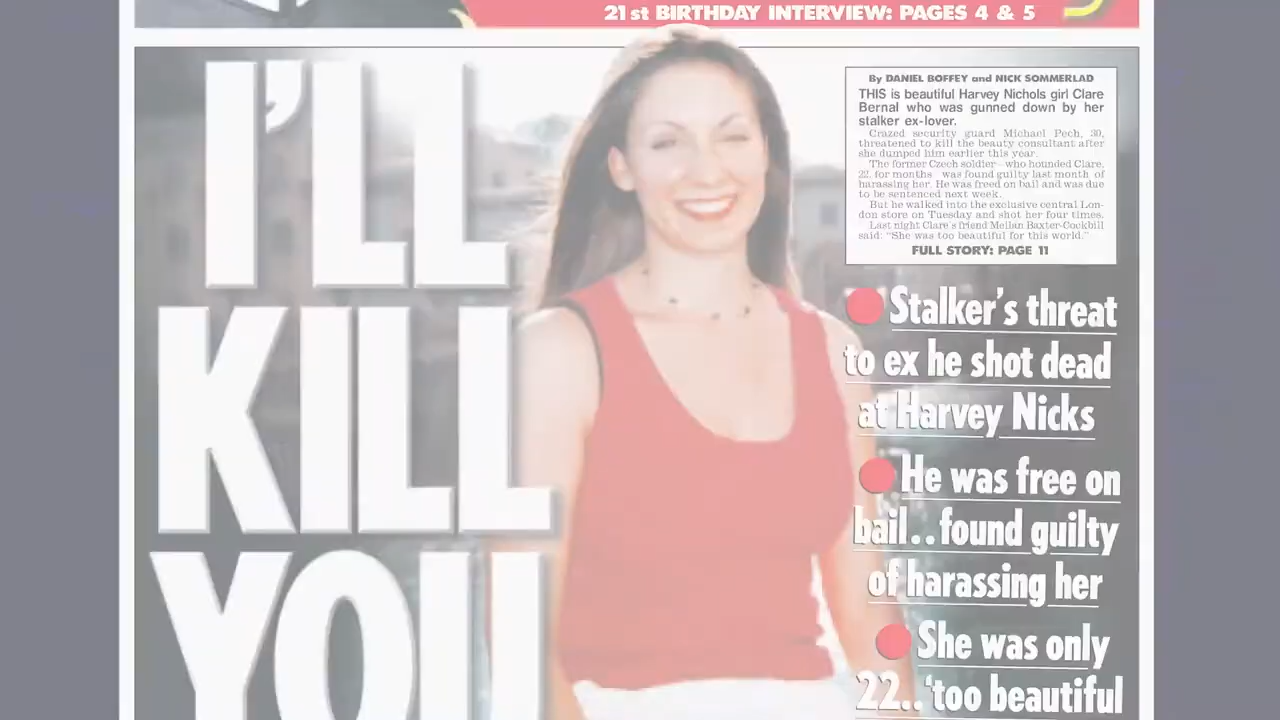 21st BIRTHDAY INTERVIEW: PAGES 4 & 5
I'LL
KILL
YOU
By DANIEL BOFFEY and NICK SOMMERLAD
THIS is beautiful Harvey Nichols girl Clare
Bernal who was gunned down by her
stalker ex-lover.
Crazed security guard Michael Pech, 30,
threatened to kill the beauty consultant after
she dumped him earlier this year.
The former Czech soldier who hounded Clare,
22, for months was found guilty last month of
harassing her. He was freed on bail and was due
to be sentenced next week.
But he walked into the exclusive central Lon-
don store on Tuesday and shot her four times.
Last night Clare's friend Mellan Baxter-Cockbill
said: "She was too beautiful for this world."
FULL STORY: PAGE 11
Stalker's threat
to ex he shot dead
at Harvey Nicks
He was free on
bail..found guilty
of harassing her
She was only
22..'too beautiful